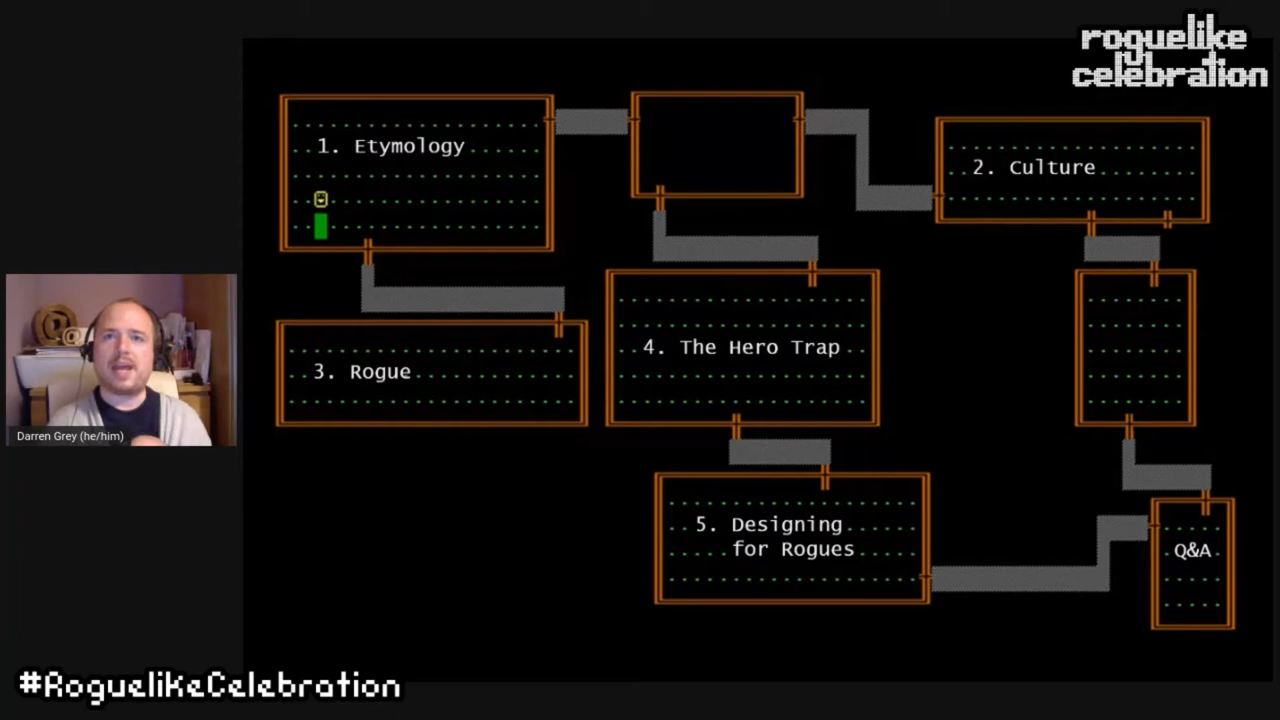 roguelike
celebration
1. Etymology
2. Culture
3. Rogue
4. The Hero Trap
5. Designing
for Rogues
Q&A
@
@
Darren Grey (he/him)
#RoguelikeCelebration